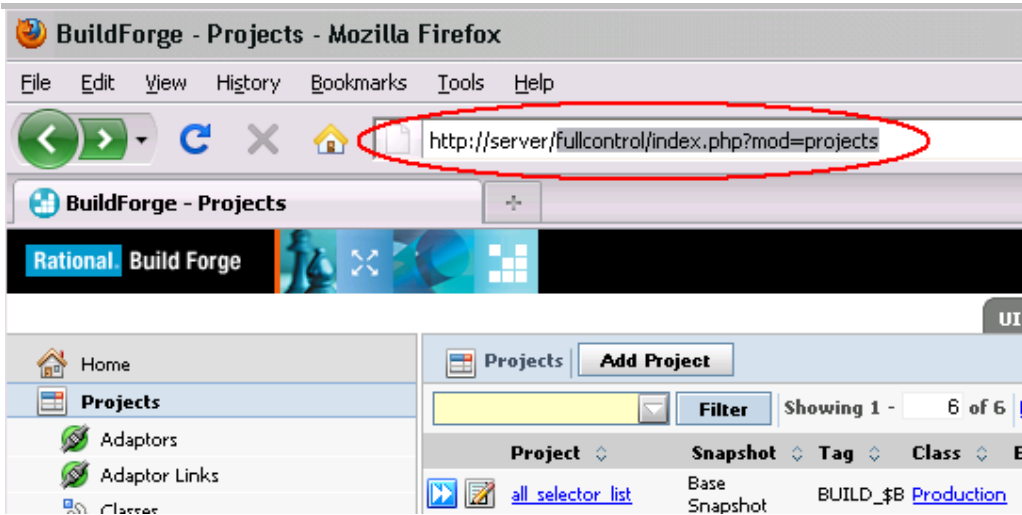 BuildForge - Projects - Mozilla Firefox
File Edit View History Bookmarks Tools Help
http://server/fullcontrol/index.php?mod=projects
BuildForge - Projects
Rational. Build Forge
UI
Home
Projects Add Project
Projects
Filter Showing 1 - 6 of 6
Adaptors
Project Snapshot Tag Class
Adaptor Links
all_selector_list Base Snapshot BUILD_$B Production
Classes